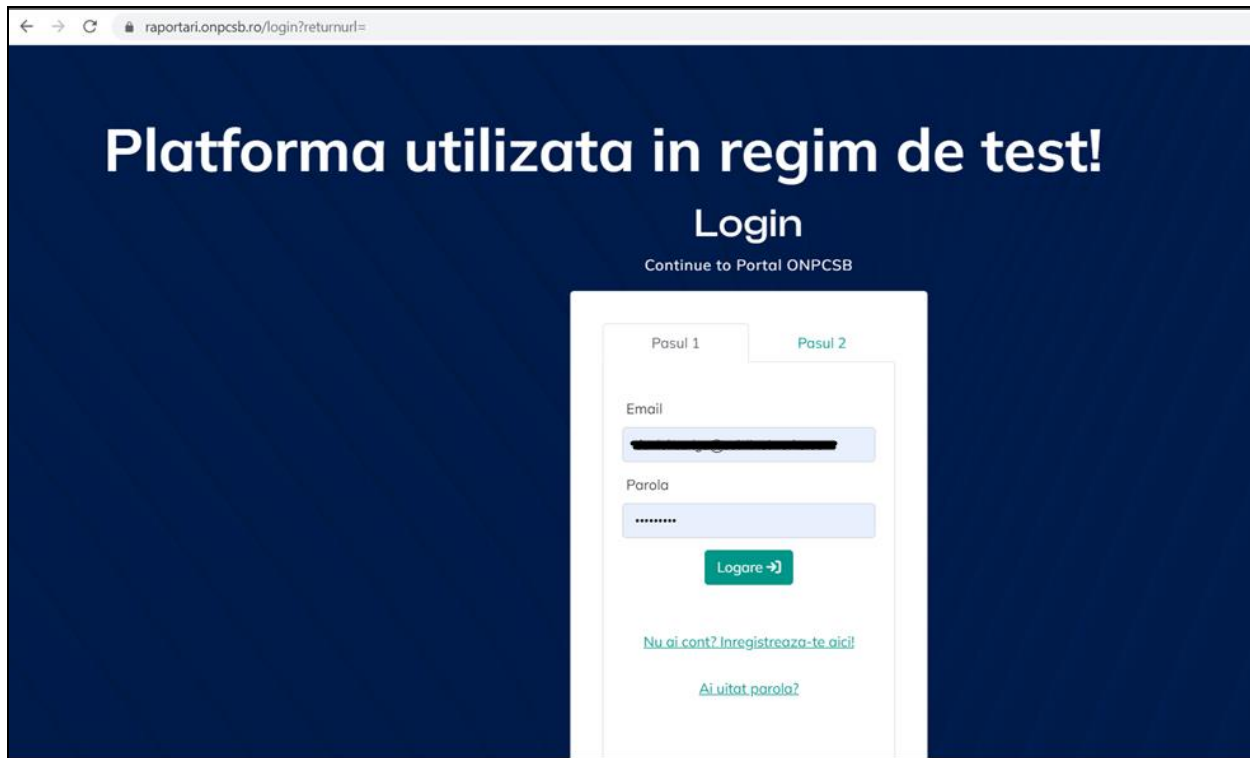 raportari.onpcsb.ro/login?returnurl=
Platforma utilizata in regim de test!
Login
Continue to Portal ONPCSB
Pasul 1
Pasul 2
Email
Parola
•••••••••
Logare
Nu ai cont? Inregistreaza-te aici!
Ai uitat parola?